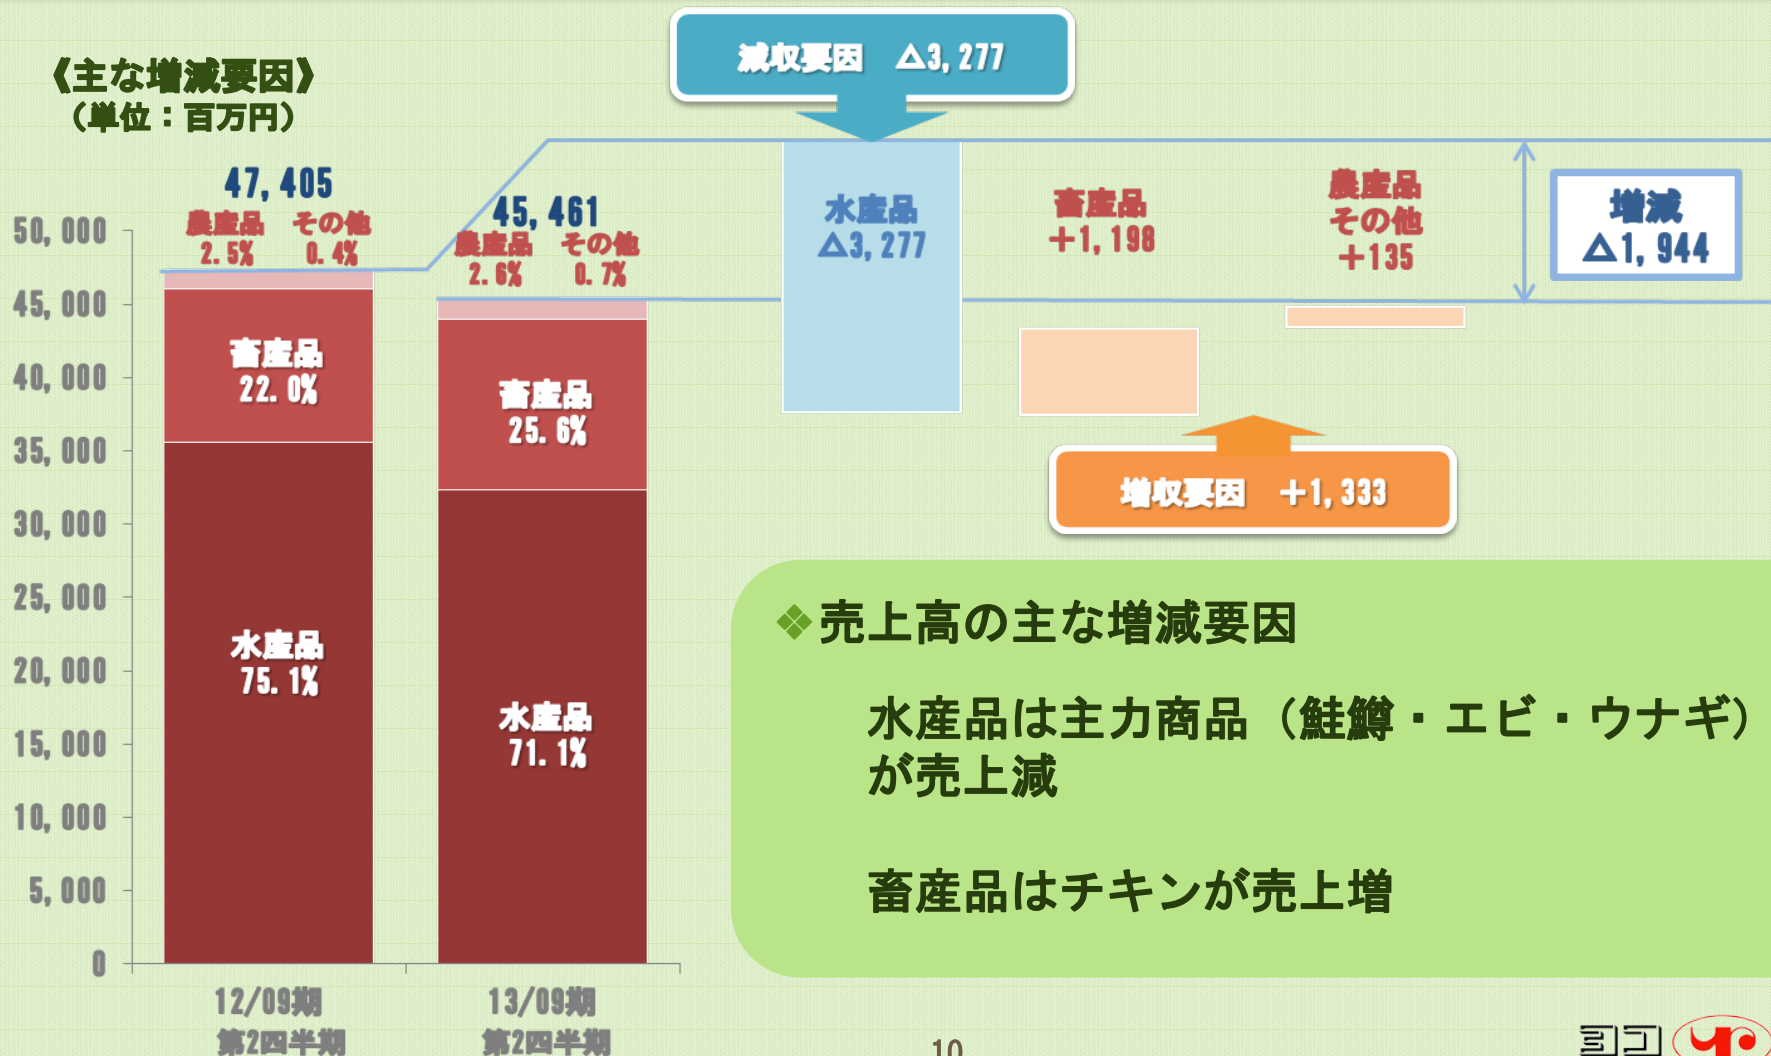 《主な増減要因》
（単位：百万円）
減収要因　△3,277
47,405
農産品　その他
2.5%　0.4%
45,461
農産品　その他
2.6%　0.7%
水産品
△3,277
畜産品
＋1,198
農産品
その他
＋135
増減
△1,944
50,000
45,000
40,000
35,000
30,000
25,000
20,000
15,000
10,000
5,000
0
畜産品
22.0%
畜産品
25.6%
水産品
75.1%
水産品
71.1%
増収要因　＋1,333
❖売上高の主な増減要因
水産品は主力商品（鮭鱒・エビ・ウナギ）
が売上減
畜産品はチキンが売上増
12/09期
第2四半期
13/09期
第2四半期
10
ヨコ